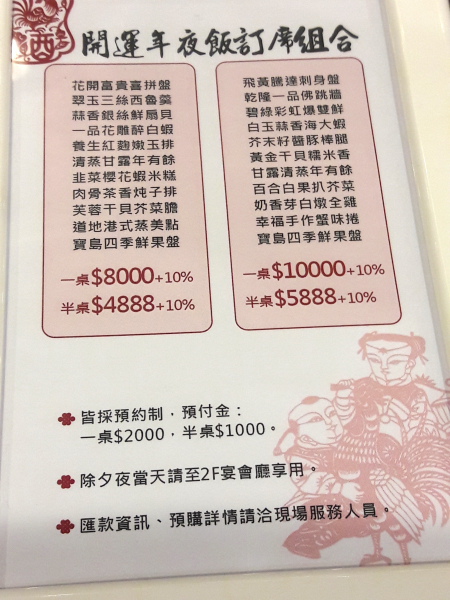 酉
開運年夜飯訂席組合
花開富貴喜拼盤
翠玉三絲西魯羹
蒜香銀絲鮮扇貝
一品花雕醉白蝦
養生紅麴嫩玉排
清蒸甘露年有餘
韭菜櫻花蝦米糕
肉骨茶香炖子排
芙蓉干貝芥菜膽
道地港式蒸美點
寶島四季鮮果盤
一桌$8000+10%
半桌$4888+10%
飛黃騰達刺身盤
乾隆一品佛跳牆
碧綠彩虹爆雙鮮
白玉蒜香海大蝦
芥末籽醬豚棒腿
黃金干貝糯米香
甘露清蒸年有餘
百合白果扒芥菜
奶香芽白燉全雞
幸福手作蟹味捲
寶島四季鮮果盤
一桌$10000+10%
半桌$5888+10%
皆採預約制，預付金：
一桌$2000，半桌$1000。
除夕夜當天請至2F宴會廳享用。
匯款資訊、預購詳情請洽現場服務人員。